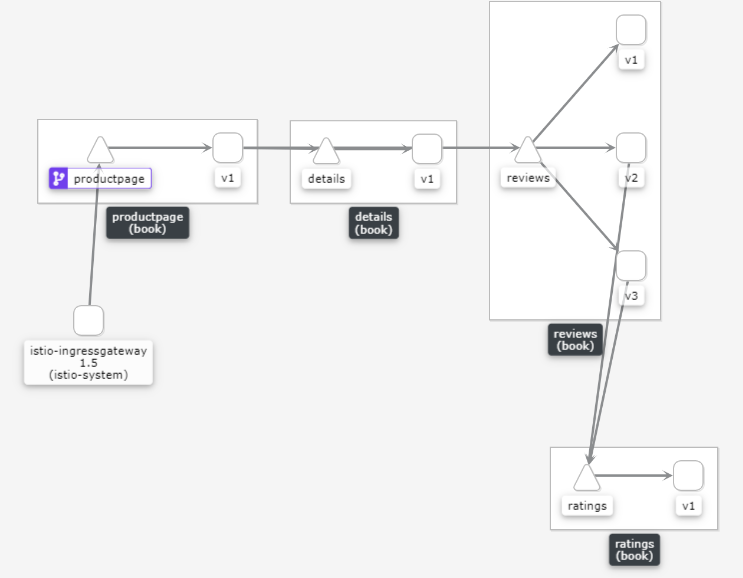 v1
productpage
v1
details
v1
reviews
v2
productpage
(book)
details
(book)
v3
istio-ingressgateway
1.5
(istio-system)
reviews
(book)
ratings
v1
ratings
(book)